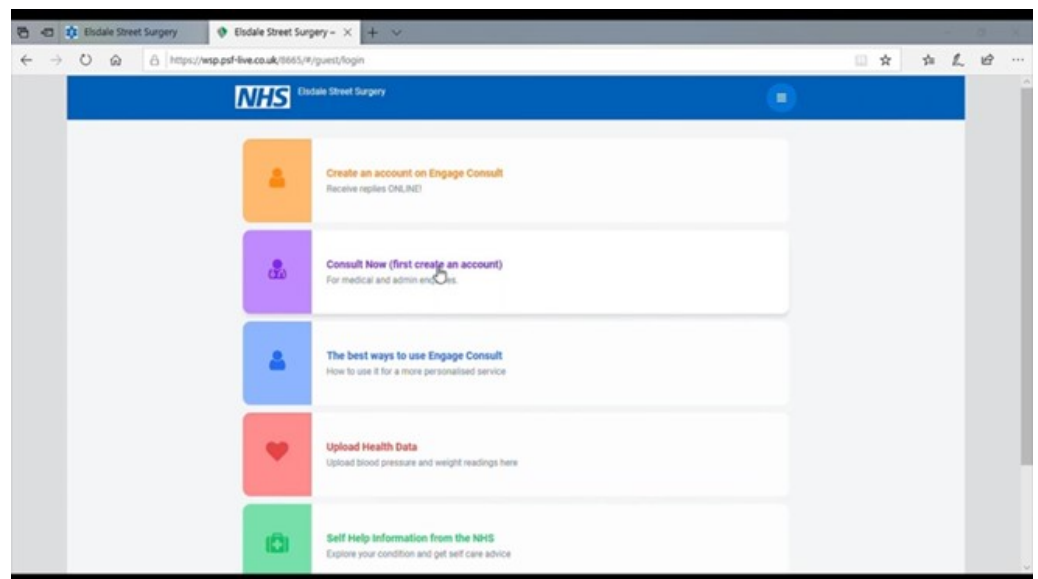 Elsdale Street Surgery
Elsdale Street Surgery –
https://wsp.psf-live.co.uk/8665/#/guest/login
NHS Elsdale Street Surgery
Create an account on Engage Consult
Receive replies ONLINE!
Consult Now (first create an account)
For medical and admin
The best ways to use Engage Consult
How to use it for a more personalised service
Upload Health Data
Upload blood pressure and weight readings here
Self Help Information from the NHS
Explore your condition and get self care advice